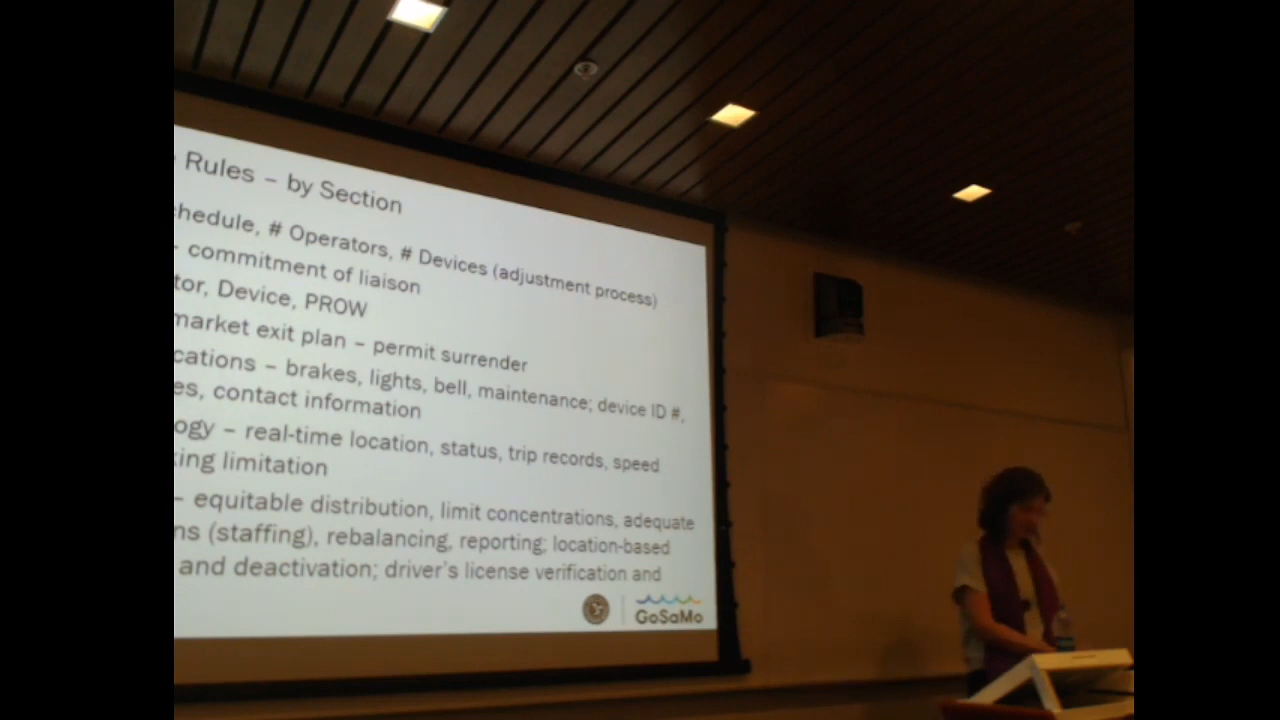 Rules – by Section
chedule, # Operators, # Devices (adjustment process)
– commitment of liaison
tor, Device, PROW
market exit plan – permit surrender
cations – brakes, lights, bell, maintenance; device ID #,
es, contact information
ogy – real-time location, status, trip records, speed
king limitation
– equitable distribution, limit concentrations, adequate
ns (staffing), rebalancing, reporting; location-based
and deactivation; driver's license verification and
GoSaMo